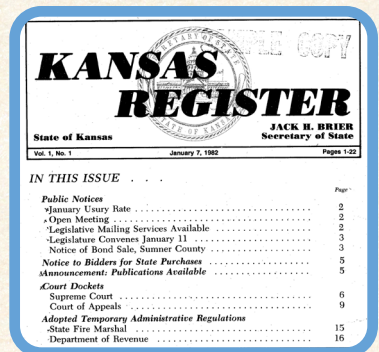 SAMPLE COPY
KANSAS
REGISTER
State of Kansas
JACK H. BRIER
Secretary of State
Vol. 1, No. 1 January 7, 1982 Pages 1-22
IN THIS ISSUE . . .
Page
Public Notices
January Usury Rate 2
Open Meeting 2
Legislative Mailing Services Available 2
Legislature Convenes January 11 3
Notice of Bond Sale, Sumner County 3
Notice to Bidders for State Purchases 5
Announcement: Publications Available 5
Court Dockets
Supreme Court 6
Court of Appeals 9
Adopted Temporary Administrative Regulations
State Fire Marshal 15
Department of Revenue 16